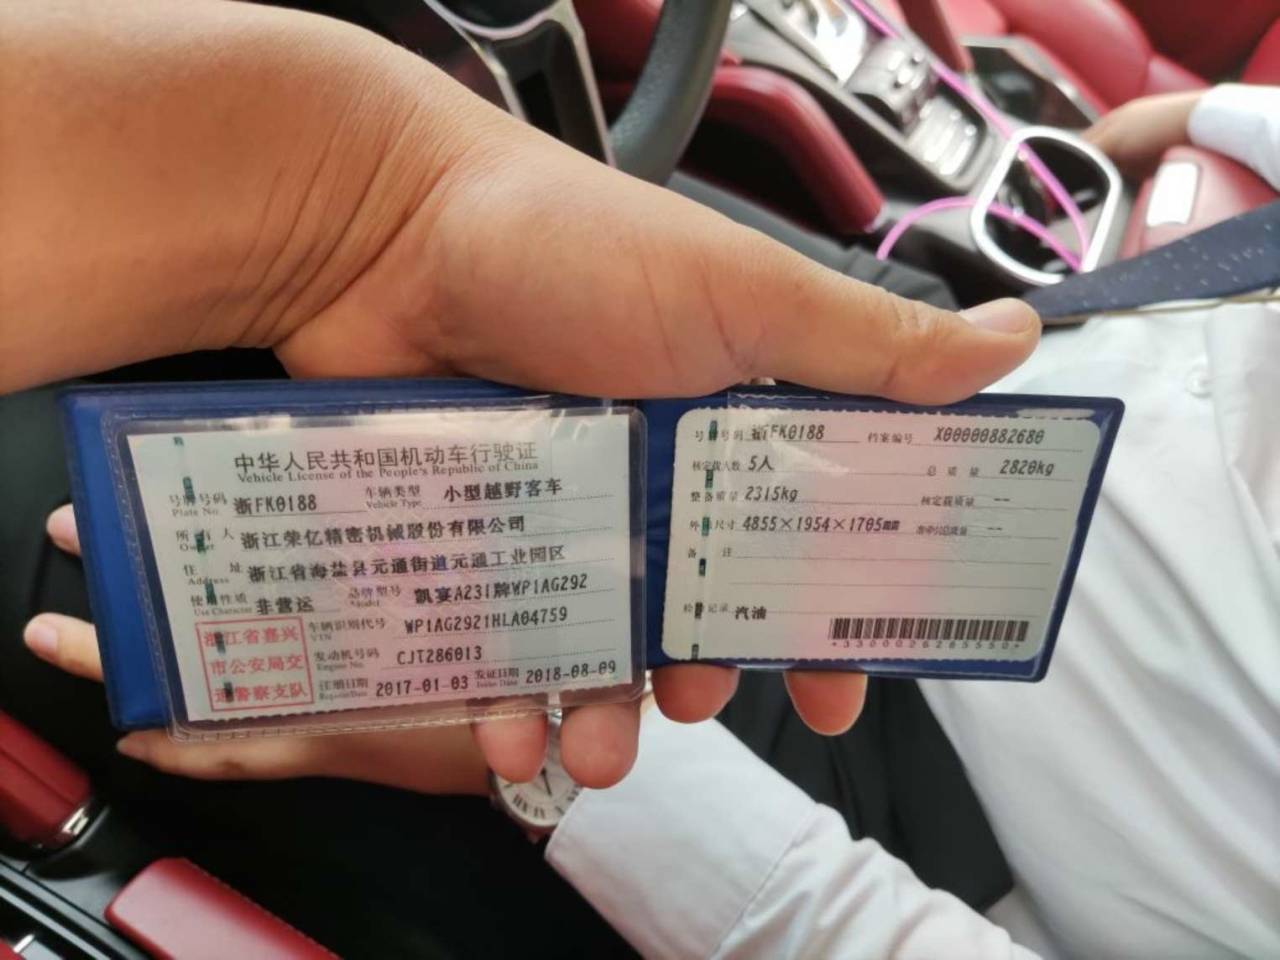 中华人民共和国机动车行驶证
Vehicle License of the People's Republic of China
号牌号码 浙FK0188 车辆类型 小型越野客车
Plate No. Vehicle Type
所有人 浙江荣亿精密机械股份有限公司
Owner
住址 浙江省海盐县元通街道元通工业园区
Address
使用性质 非营运 品牌型号 凯宴A231牌WP1AG292
Use Character Model
浙江省嘉兴
市公安局交
通警察支队
车辆识别代号 WP1AG2921HLA04759
VIN
发动机号码 CJT286013
Engine No.
注册日期 2017-01-03 发证日期 2018-08-09
Register Date Issue Date
号牌号码 浙FK0188 档案编号 X00000882680
核定载人数 5人 总质量 2820kg
整备质量 2315kg 核定载质量 --
外廓尺寸 4855×1954×1705 --
备注
检验记录 汽油